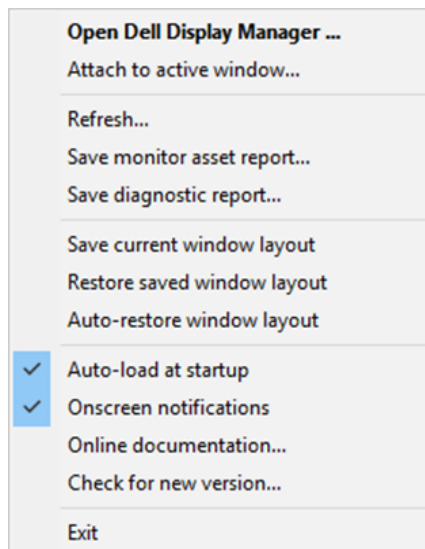 Open Dell Display Manager ...
Attach to active window...
Refresh...
Save monitor asset report...
Save diagnostic report...
Save current window layout
Restore saved window layout
Auto-restore window layout
Auto-load at startup
Onscreen notifications
Online documentation...
Check for new version...
Exit